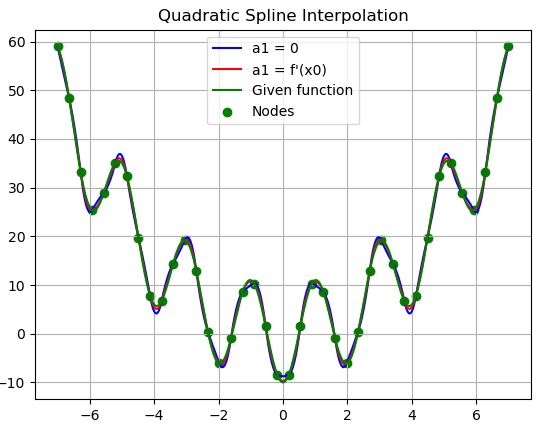 Quadratic Spline Interpolation
a1 = 0
a1 = f'(x0)
Given function
Nodes
60
50
40
30
20
10
0
−10
−6 −4 −2 0 2 4 6